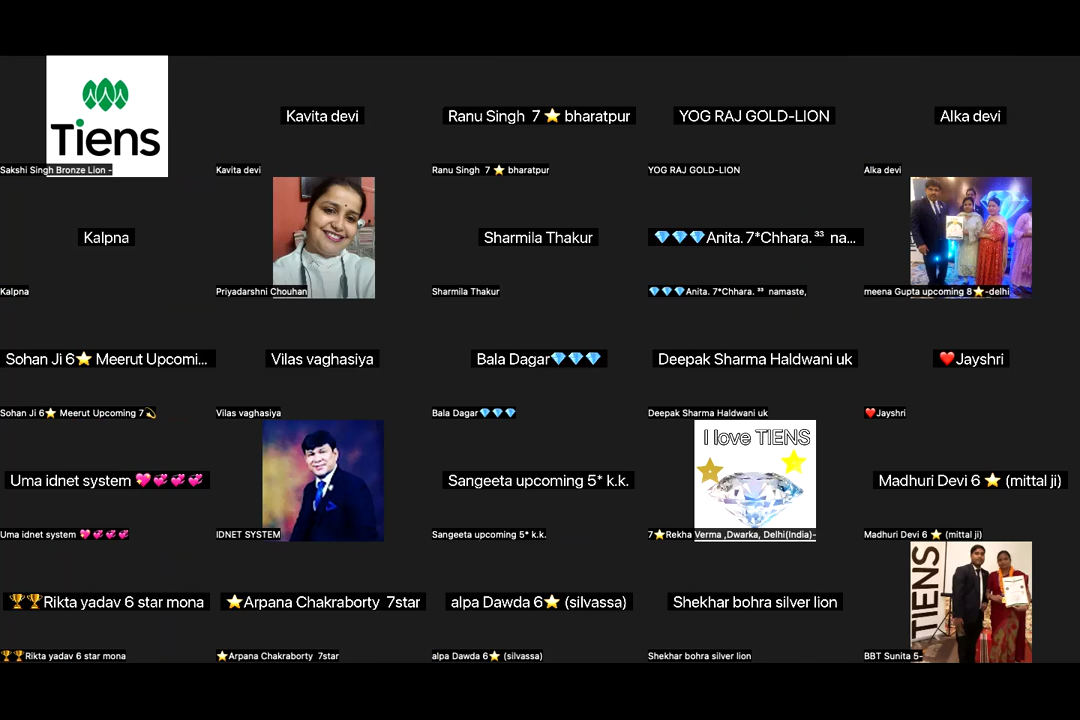 Tiens
Sakshi Singh Bronze Lion -
Kavita devi
Kavita devi
Ranu Singh 7 ⭐ bharatpur
Ranu Singh 7 ⭐ bharatpur
YOG RAJ GOLD-LION
YOG RAJ GOLD-LION
Alka devi
Alka devi
Kalpna
Kalpna
Priyadarshni Chouhan
Sharmila Thakur
Sharmila Thakur
💎💎💎Anita. 7*Chhara. ³³ na...
💎💎💎Anita. 7*Chhara. ³³ namaste,
meena Gupta upcoming 8⭐-delhi
Sohan Ji 6⭐ Meerut Upcomi...
Sohan Ji 6⭐ Meerut Upcoming 7💫
Vilas vaghasiya
Vilas vaghasiya
Bala Dagar💎💎💎
Bala Dagar💎💎💎
Deepak Sharma Haldwani uk
Deepak Sharma Haldwani uk
❤️Jayshri
❤️Jayshri
Uma idnet system 💖💞💞💞
Uma idnet system 💖💞💞💞
IDNET SYSTEM
Sangeeta upcoming 5* k.k.
Sangeeta upcoming 5* k.k.
I love TIENS
7⭐Rekha Verma ,Dwarka, Delhi(India)-
Madhuri Devi 6 ⭐ (mittal ji)
Madhuri Devi 6 ⭐ (mittal ji)
🏆🏆Rikta yadav 6 star mona
🏆🏆Rikta yadav 6 star mona
⭐Arpana Chakraborty 7star
⭐Arpana Chakraborty 7star
alpa Dawda 6⭐ (silvassa)
alpa Dawda 6⭐ (silvassa)
Shekhar bohra silver lion
Shekhar bohra silver lion
TIENS
BBT Sunita 5-